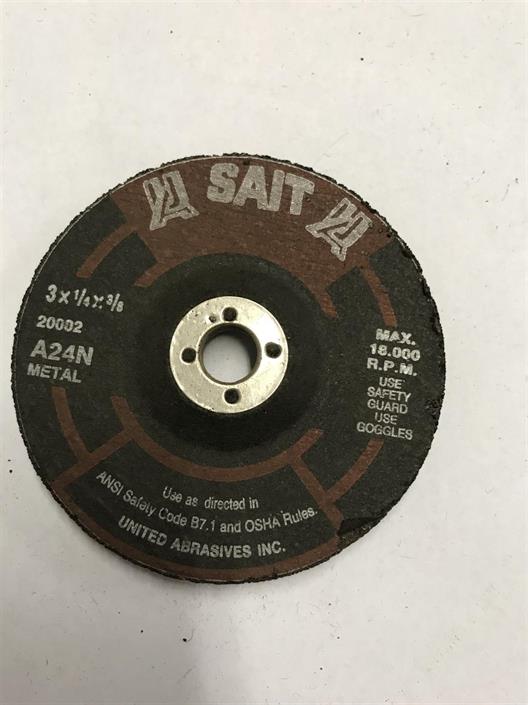 SAIT
3 x 1/4 x 3/8
20002
A24N
METAL
MAX.
18.000
R.P.M.
USE
SAFETY
GUARD
USE
GOGGLES
Use as directed in
ANSI Safety Code B7.1 and OSHA Rules.
UNITED ABRASIVES INC.